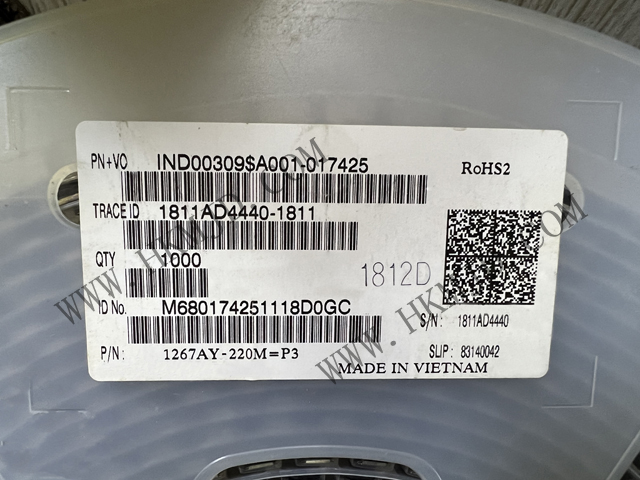 PN+VO IND00309$A001-017425 RoHS2
TRACE ID 1811AD4440-1811
QTY 1000 1812D
ID No. M680174251118D0GC S/N: 1811AD4440
P/N: 1267AY-220M=P3 SLIP: 83140042
MADE IN VIETNAM